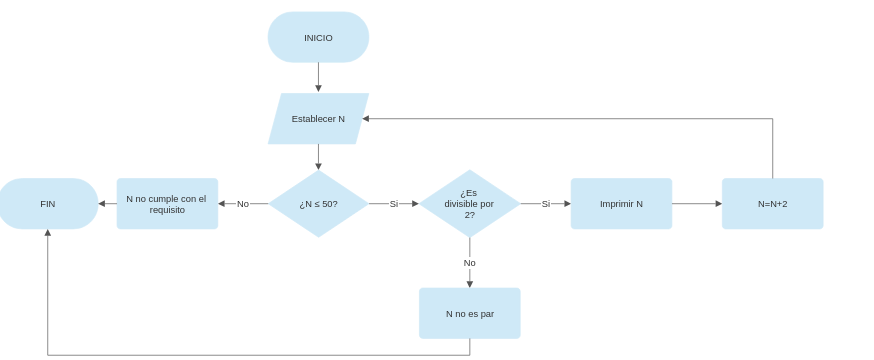 INICIO
Establecer N
FIN
N no cumple con el
requisito
No
¿N ≤ 50?
Si
¿Es
divisible por
2?
Si
Imprimir N
N=N+2
No
N no es par